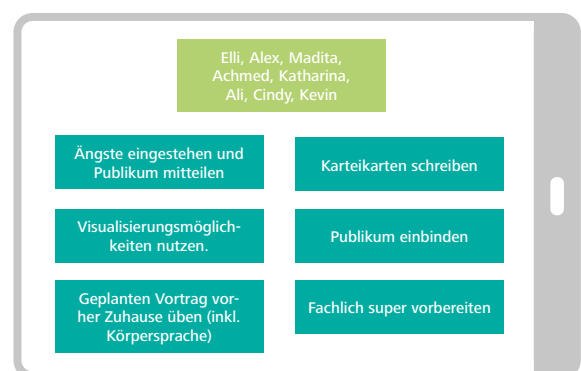 Elli, Alex, Madita,
Achmed, Katharina,
Ali, Cindy, Kevin
Ängste eingestehen und
Publikum mitteilen
Karteikarten schreiben
Visualisierungsmöglich-
keiten nutzen.
Publikum einbinden
Geplanten Vortrag vor-
her Zuhause üben (inkl.
Körpersprache)
Fachlich super vorbereiten